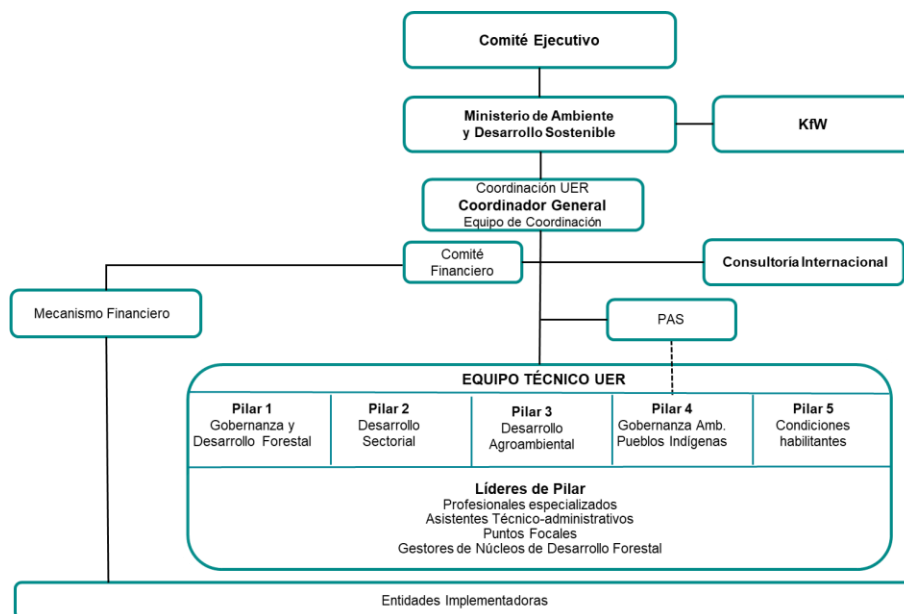 Comité Ejecutivo
Ministerio de Ambiente
y Desarrollo Sostenible
KfW
Coordinación UER
Coordinador General
Equipo de Coordinación
Comité
Financiero
Consultoría Internacional
Mecanismo Financiero
PAS
EQUIPO TÉCNICO UER
Pilar 1
Gobernanza y
Desarrollo Forestal
Pilar 2
Desarrollo
Sectorial
Pilar 3
Desarrollo
Agroambiental
Pilar 4
Gobernanza Amb.
Pueblos Indígenas
Pilar 5
Condiciones
habilitantes
Líderes de Pilar
Profesionales especializados
Asistentes Técnico-administrativos
Puntos Focales
Gestores de Núcleos de Desarrollo Forestal
Entidades Implementadoras